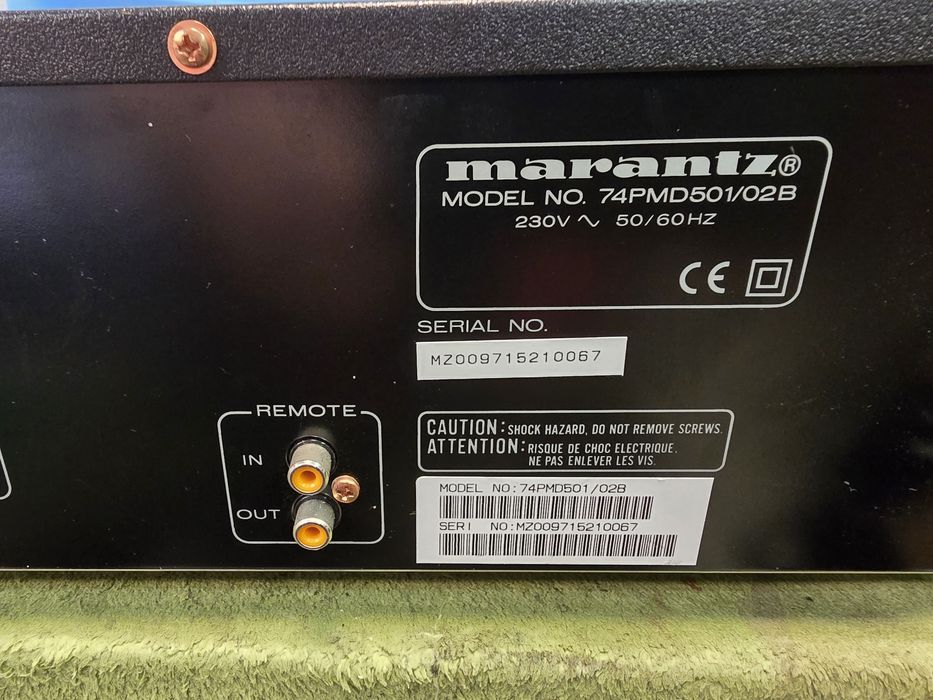 marantz®
MODEL NO. 74PMD501/02B
230V ∿ 50/60HZ
CE
SERIAL NO.
MZ009715210067
REMOTE
IN
OUT
CAUTION: SHOCK HAZARD, DO NOT REMOVE SCREWS.
ATTENTION: RISQUE DE CHOC ELECTRIQUE.
NE PAS ENLEVER LES VIS.
MODEL NO:74PMD501/02B
SERI NO:MZ009715210067